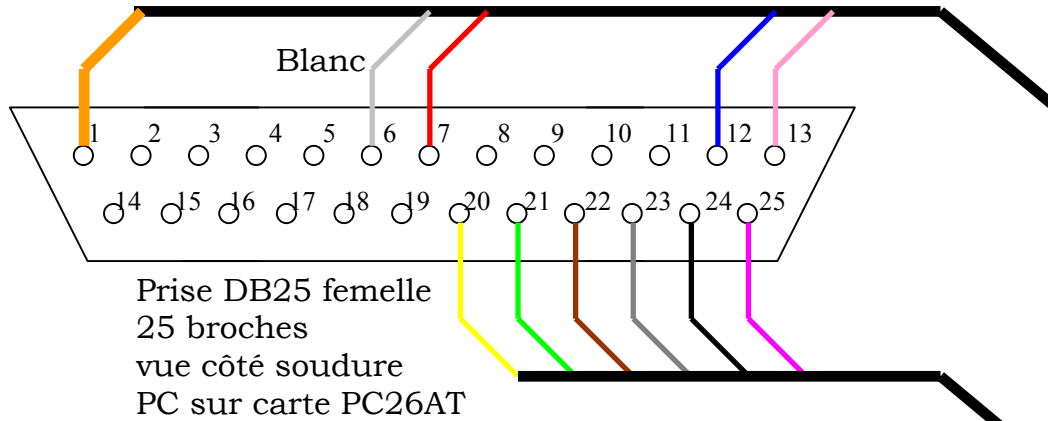 Blanc
1 2 3 4 5 6 7 8 9 10 11 12 13
14 15 16 17 18 19 20 21 22 23 24 25
Prise DB25 femelle
25 broches
vue côté soudure
PC sur carte PC26AT